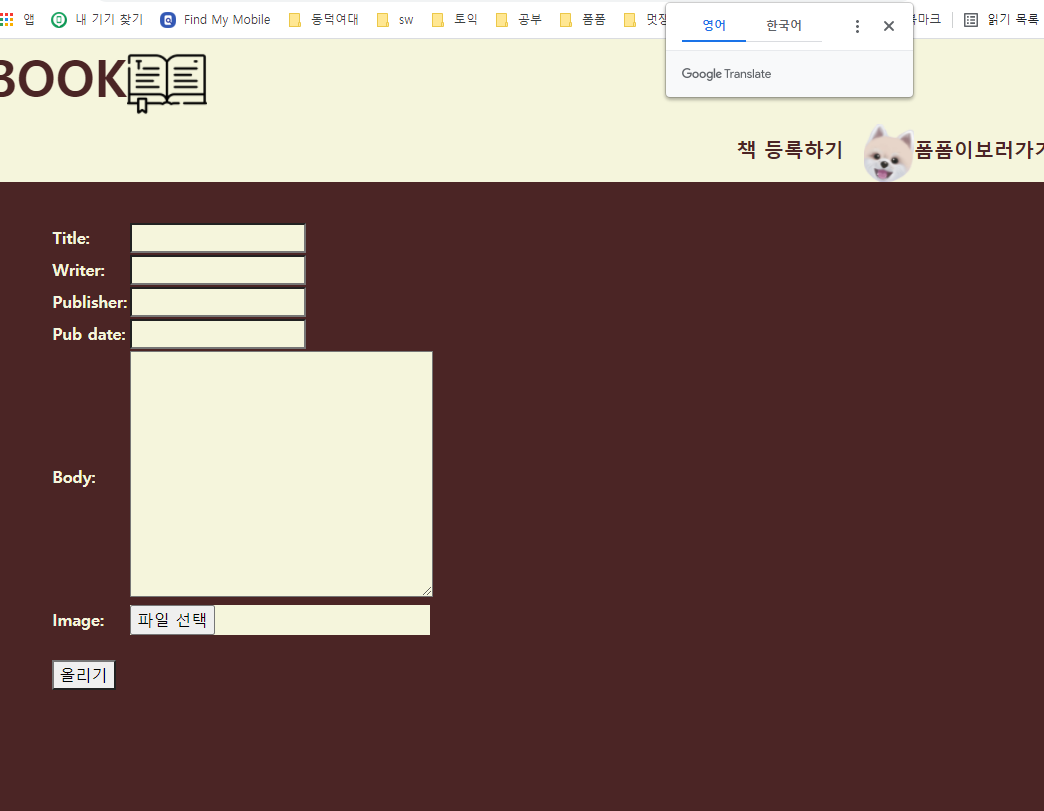 앱 내 기기 찾기 Find My Mobile 동덕여대 sw 토익 공부 폼폼 멋쟁 북마크 읽기 목록
영어 한국어
Google Translate
BOOK
책 등록하기 폼폼이보러가기
Title:
Writer:
Publisher:
Pub date:
Body:
Image: 파일 선택
올리기